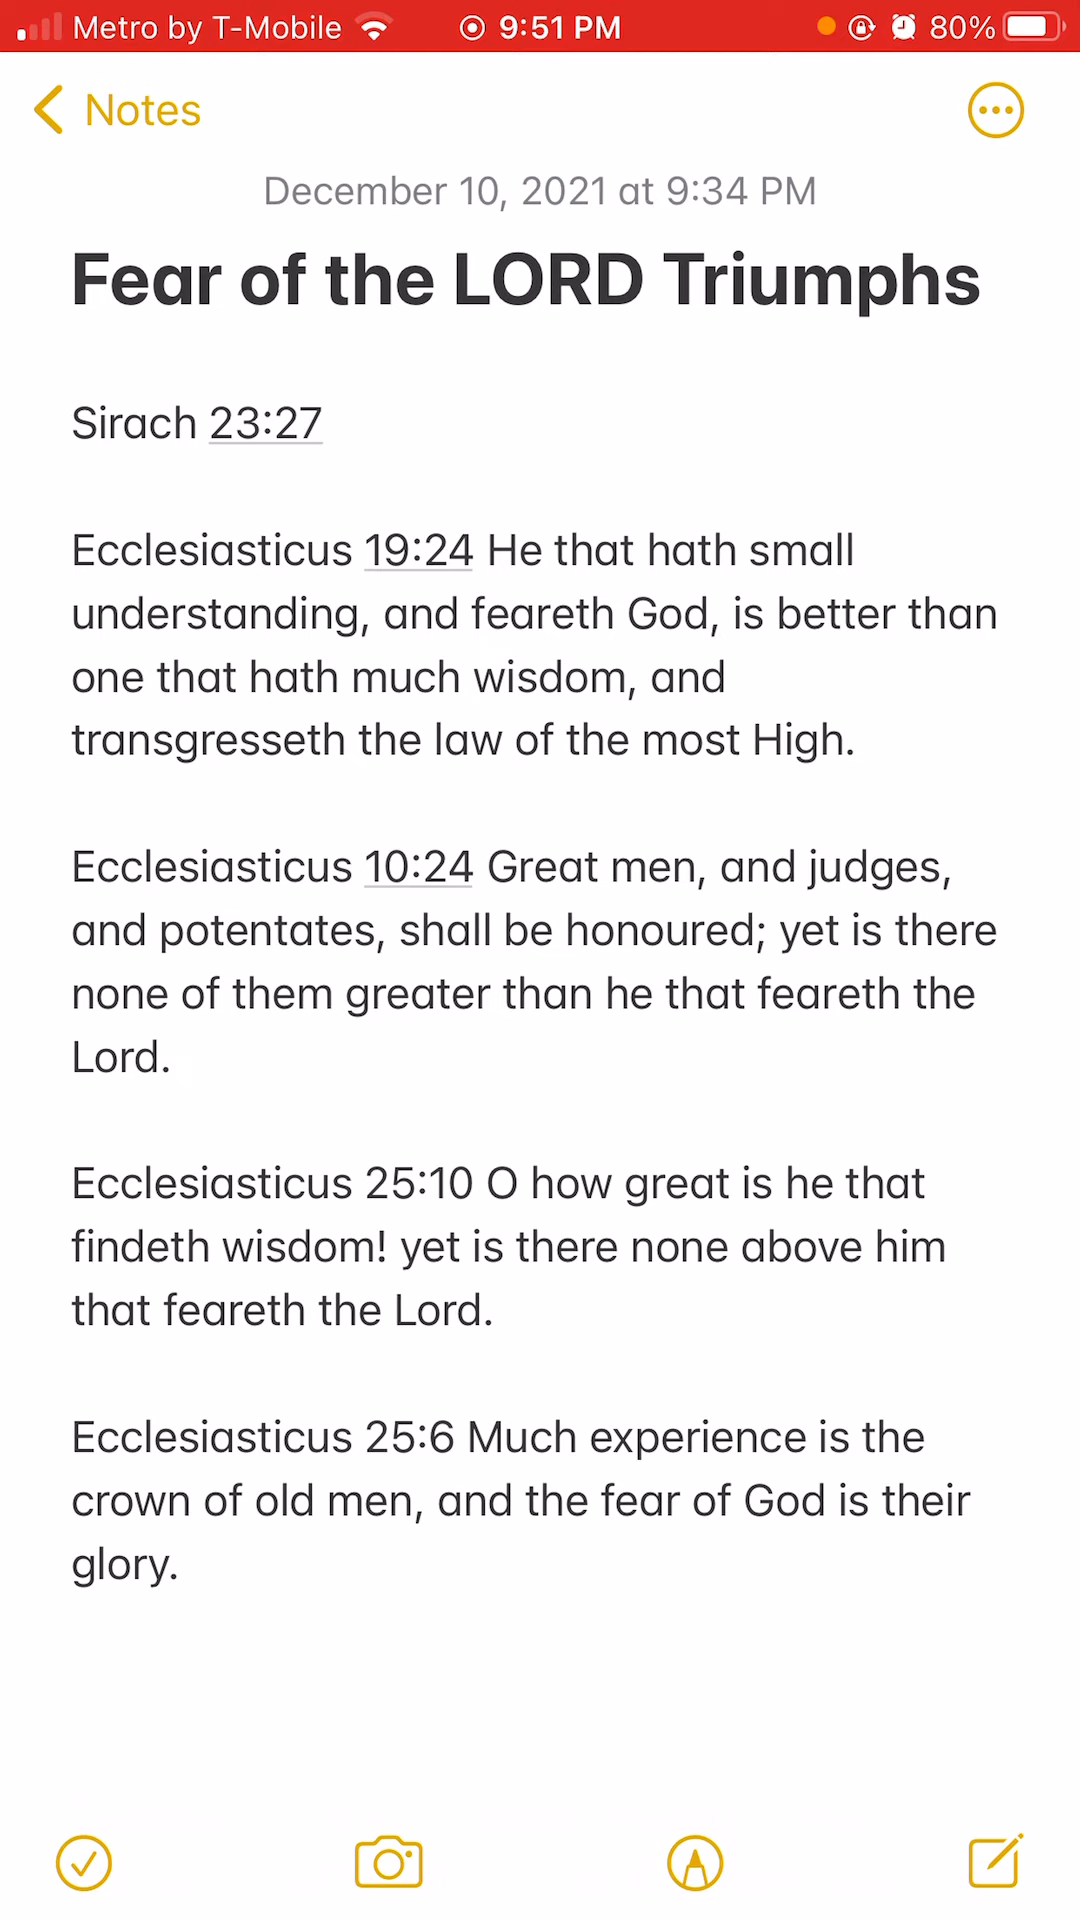 Metro by T-Mobile 9:51 PM 80%
Notes
December 10, 2021 at 9:34 PM
Fear of the LORD Triumphs
Sirach 23:27
Ecclesiasticus 19:24 He that hath small
understanding, and feareth God, is better than
one that hath much wisdom, and
transgresseth the law of the most High.
Ecclesiasticus 10:24 Great men, and judges,
and potentates, shall be honoured; yet is there
none of them greater than he that feareth the
Lord.
Ecclesiasticus 25:10 O how great is he that
findeth wisdom! yet is there none above him
that feareth the Lord.
Ecclesiasticus 25:6 Much experience is the
crown of old men, and the fear of God is their
glory.